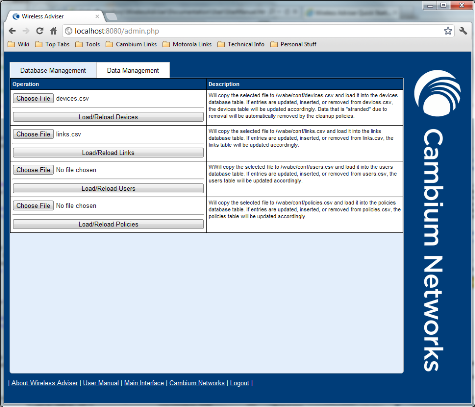 Wireless Adviser
localhost:8080/admin.php
Wiki Top Tabs Tools Cambium Links Motorola Links Technical Info Personal Stuff
Database Management Data Management
Operation Description
Choose File devices.csv
Load/Reload Devices
Will copy the selected file to /wabe/conf/devices.csv and load it into the devices
database table. If entries are updated, inserted, or removed from devices.csv,
the devices table will be updated accordingly. Data that is "stranded" due to
removal will be automatically removed by the cleanup policies.
Choose File links.csv
Load/Reload Links
Will copy the selected file to /wabe/conf/links.csv and load it into the links
database table. If entries are updated, inserted, or removed from links.csv, the
links table will be updated accordingly.
Choose File No file chosen
Load/Reload Users
WWill copy the selected file to /wabe/conf/users.csv and load it into the users
database table. If entries are updated, inserted, or removed from users.csv, the
users table will be updated accordingly
Choose File No file chosen
Load/Reload Policies
Will copy the selected file to /wabe/conf/policies.csv and load it into the policies
database table. If entries are updated, inserted, or removed from policies.csv, the
policies table will be updated accordingly
Cambium Networks
| About Wireless Adviser | User Manual | Main Interface | Cambium Networks | Logout |